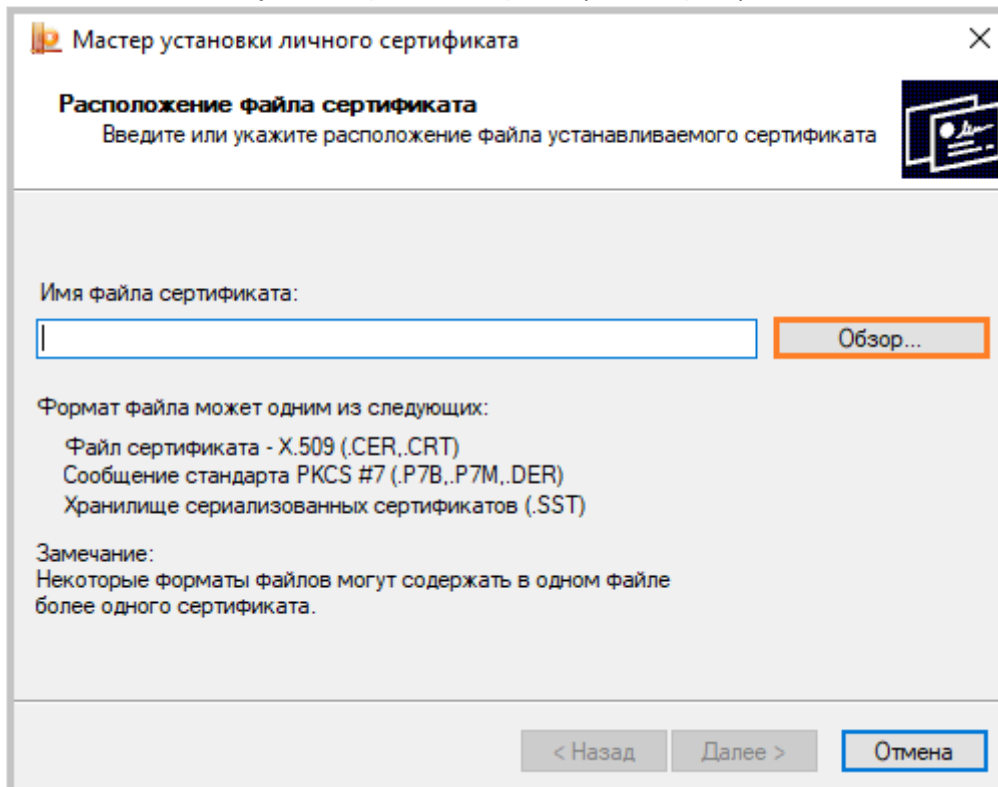 Мастер установки личного сертификата
Расположение файла сертификата
Введите или укажите расположение файла устанавливаемого сертификата
Имя файла сертификата:
Обзор...
Формат файла может одним из следующих:
Файл сертификата - X.509 (.CER,.CRT)
Сообщение стандарта PKCS #7 (.P7B,.P7M,.DER)
Хранилище сериализованных сертификатов (.SST)
Замечание:
Некоторые форматы файлов могут содержать в одном файле
более одного сертификата.
< Назад
Далее >
Отмена